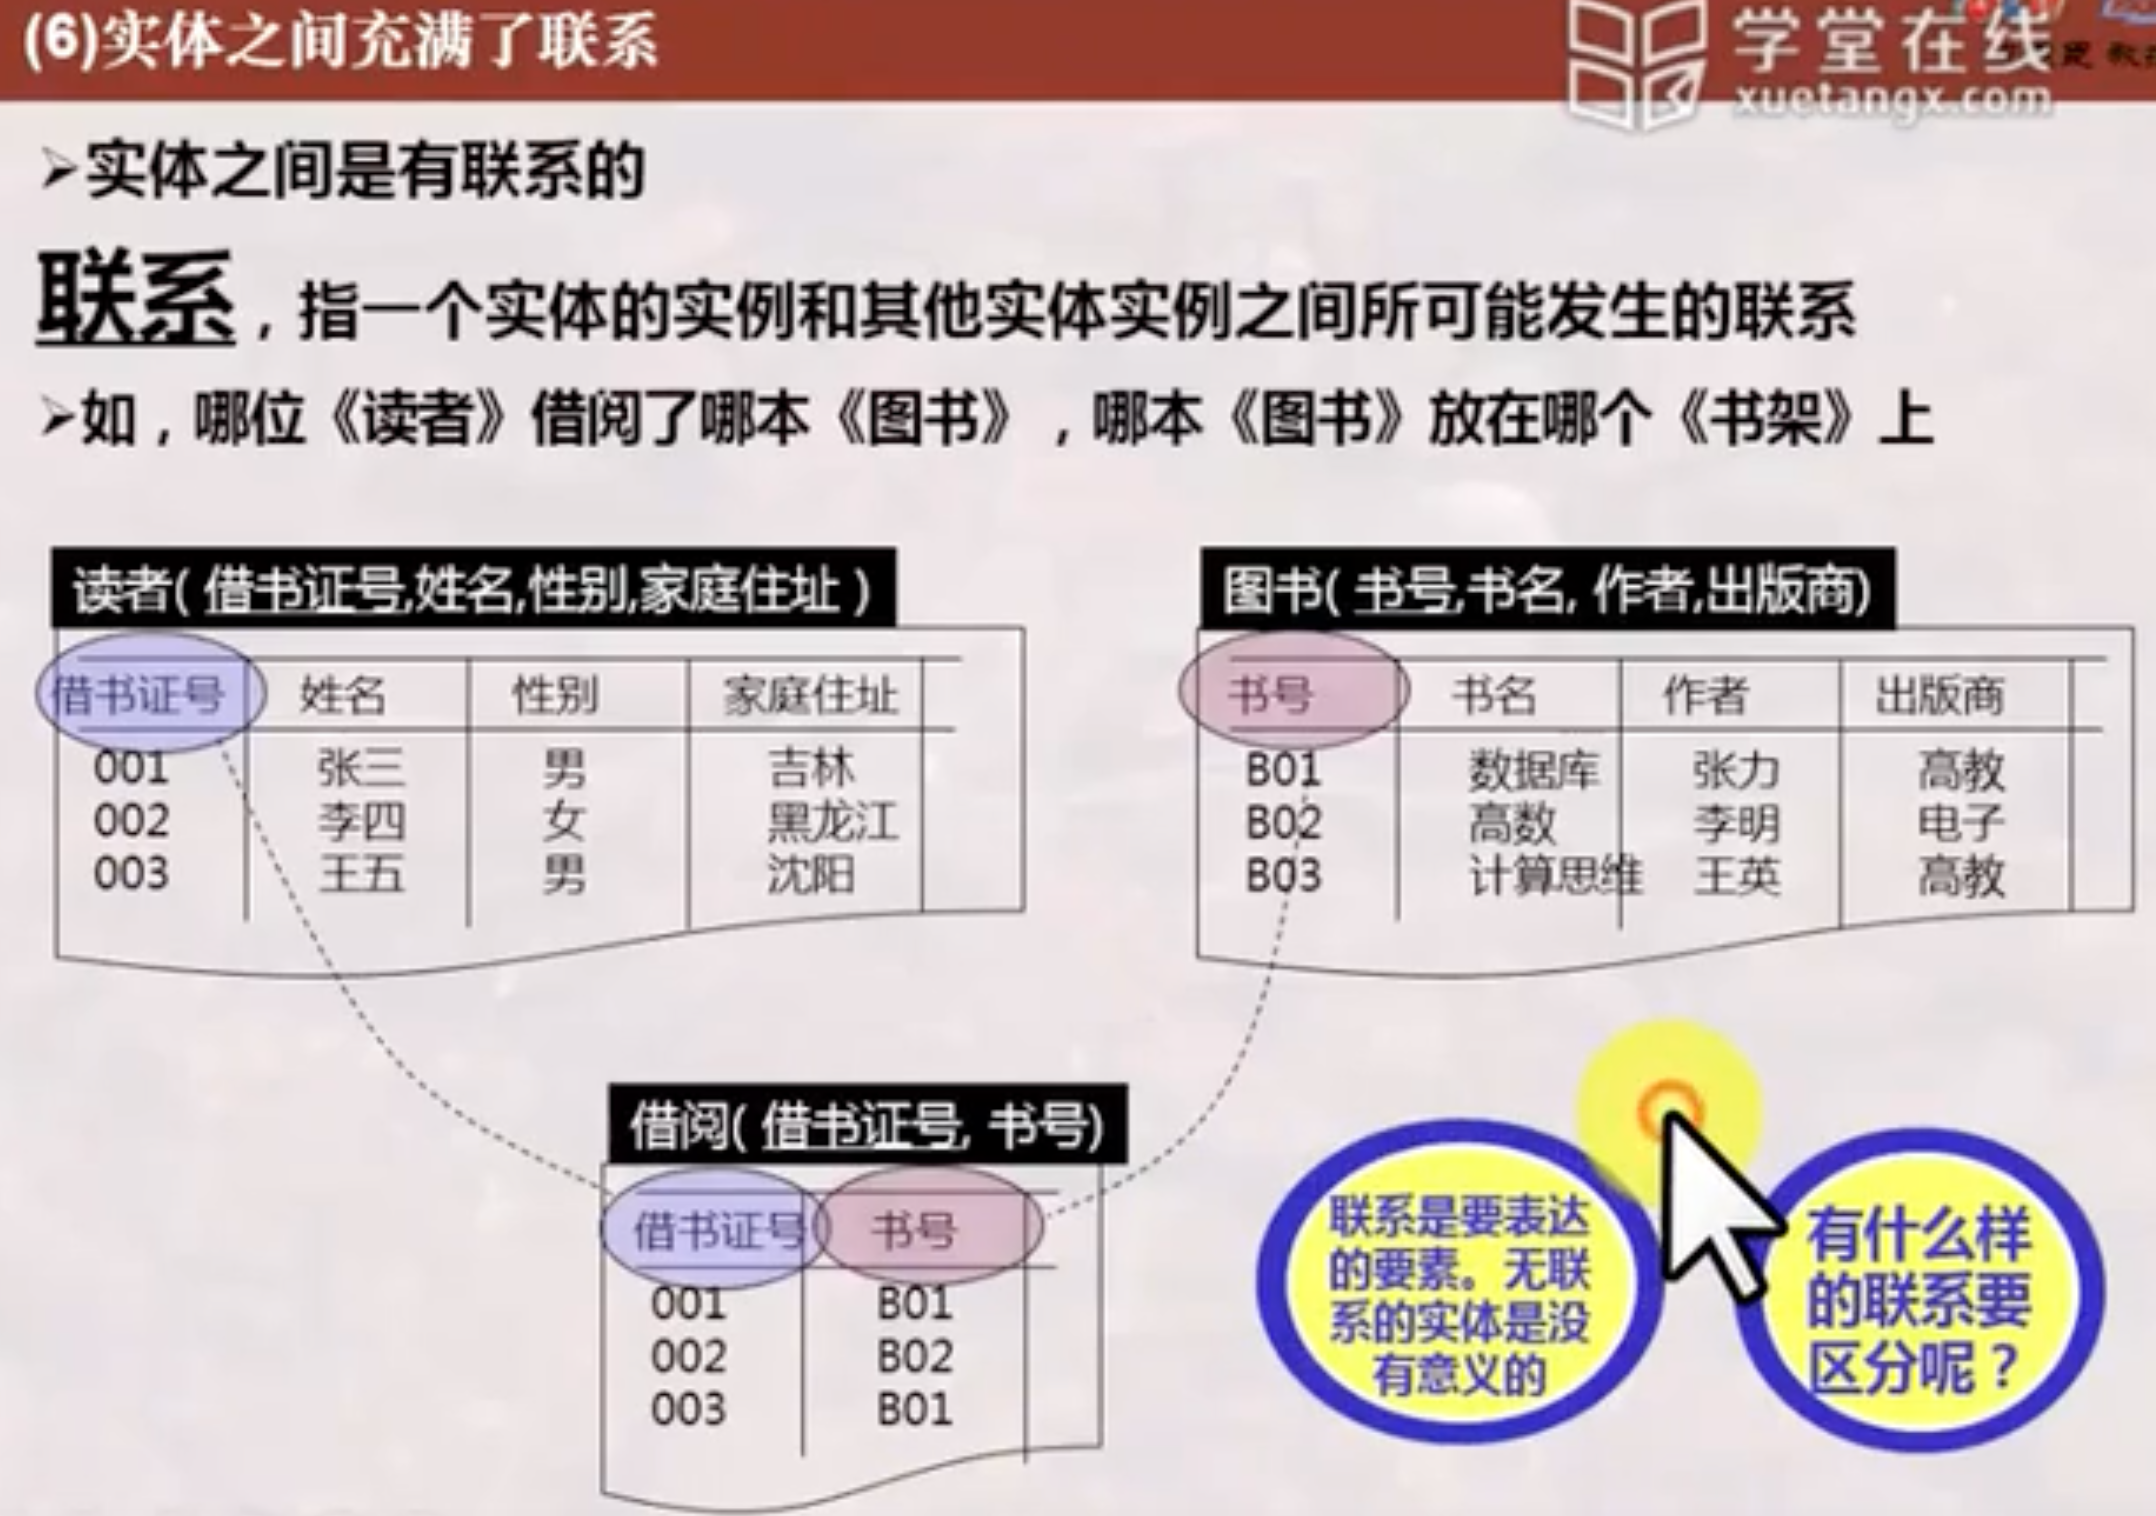 (6)实体之间充满了联系
学堂在线
xuetangx.com
实体之间是有联系的
联系，指一个实体的实例和其他实体实例之间所可能发生的联系
如，哪位《读者》借阅了哪本《图书》，哪本《图书》放在哪个《书架》上
读者( 借书证号,姓名,性别,家庭住址 )
借书证号 姓名 性别 家庭住址
001 张三 男 吉林
002 李四 女 黑龙江
003 王五 男 沈阳
图书( 书号,书名, 作者,出版商)
书号 书名 作者 出版商
B01 数据库 张力 高教
B02 高数 李明 电子
B03 计算思维 王英 高教
借阅( 借书证号, 书号)
借书证号 书号
001 B01
002 B02
003 B01
联系是要表达
的要素。无联
系的实体是没
有意义的
有什么样
的联系要
区分呢？